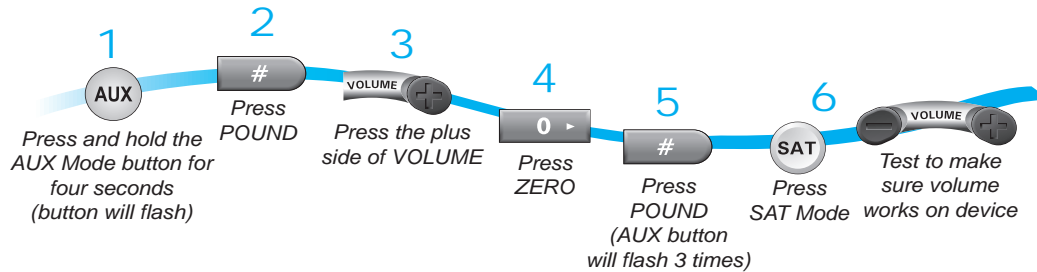 1
AUX
Press and hold the
AUX Mode button for
four seconds
(button will flash)
2
#
Press
POUND
3
VOLUME +
Press the plus
side of VOLUME
4
0
Press
ZERO
5
#
Press
POUND
(AUX button
will flash 3 times)
6
SAT
Press
SAT Mode
- VOLUME +
Test to make
sure volume
works on device